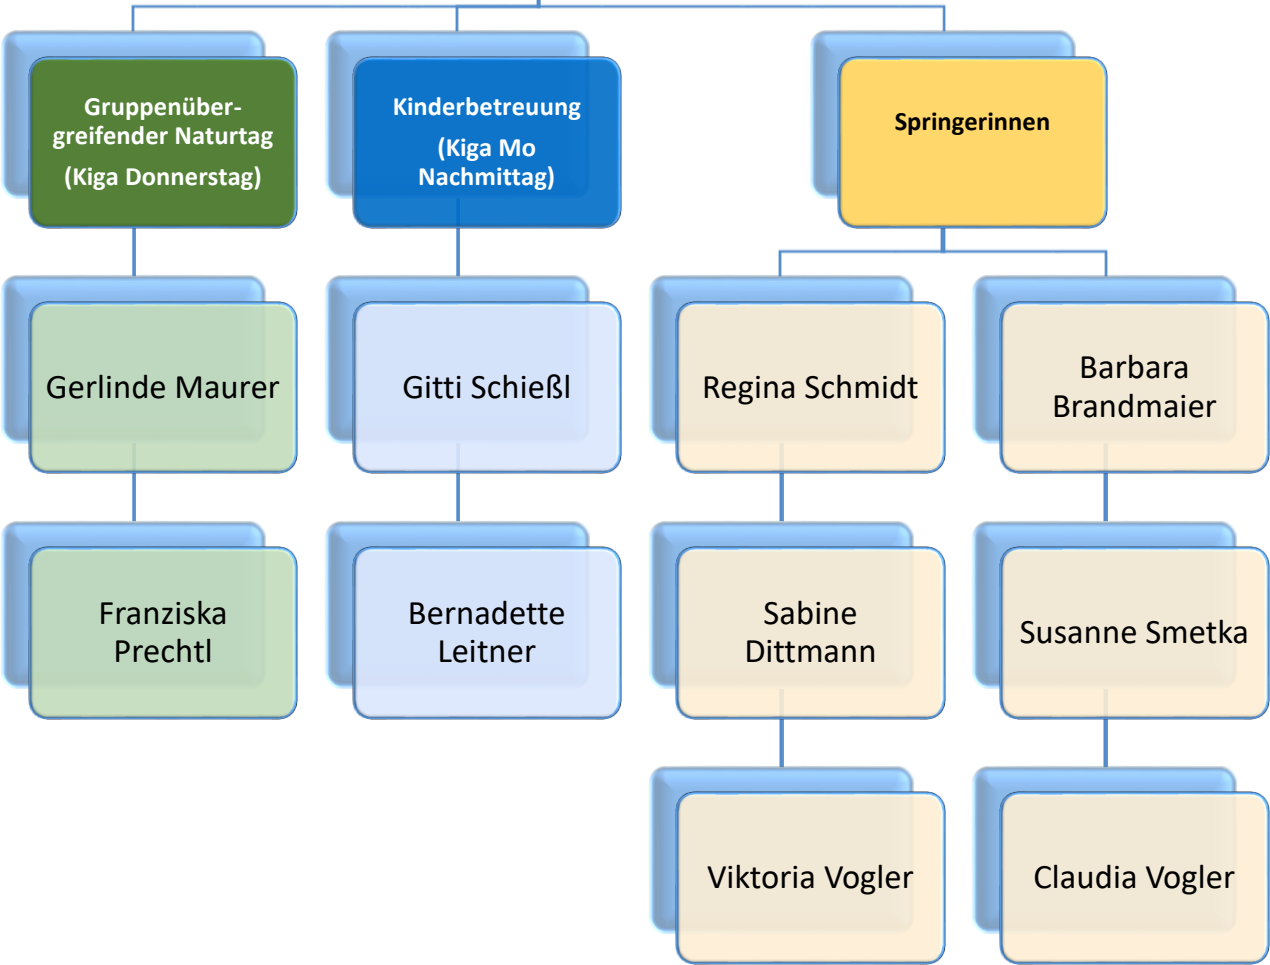 Gruppenüber-
greifender Naturtag
(Kiga Donnerstag)
Kinderbetreuung
(Kiga Mo
Nachmittag)
Springerinnen
Gerlinde Maurer
Gitti Schießl
Regina Schmidt
Barbara
Brandmaier
Franziska
Prechtl
Bernadette
Leitner
Sabine
Dittmann
Susanne Smetka
Viktoria Vogler
Claudia Vogler